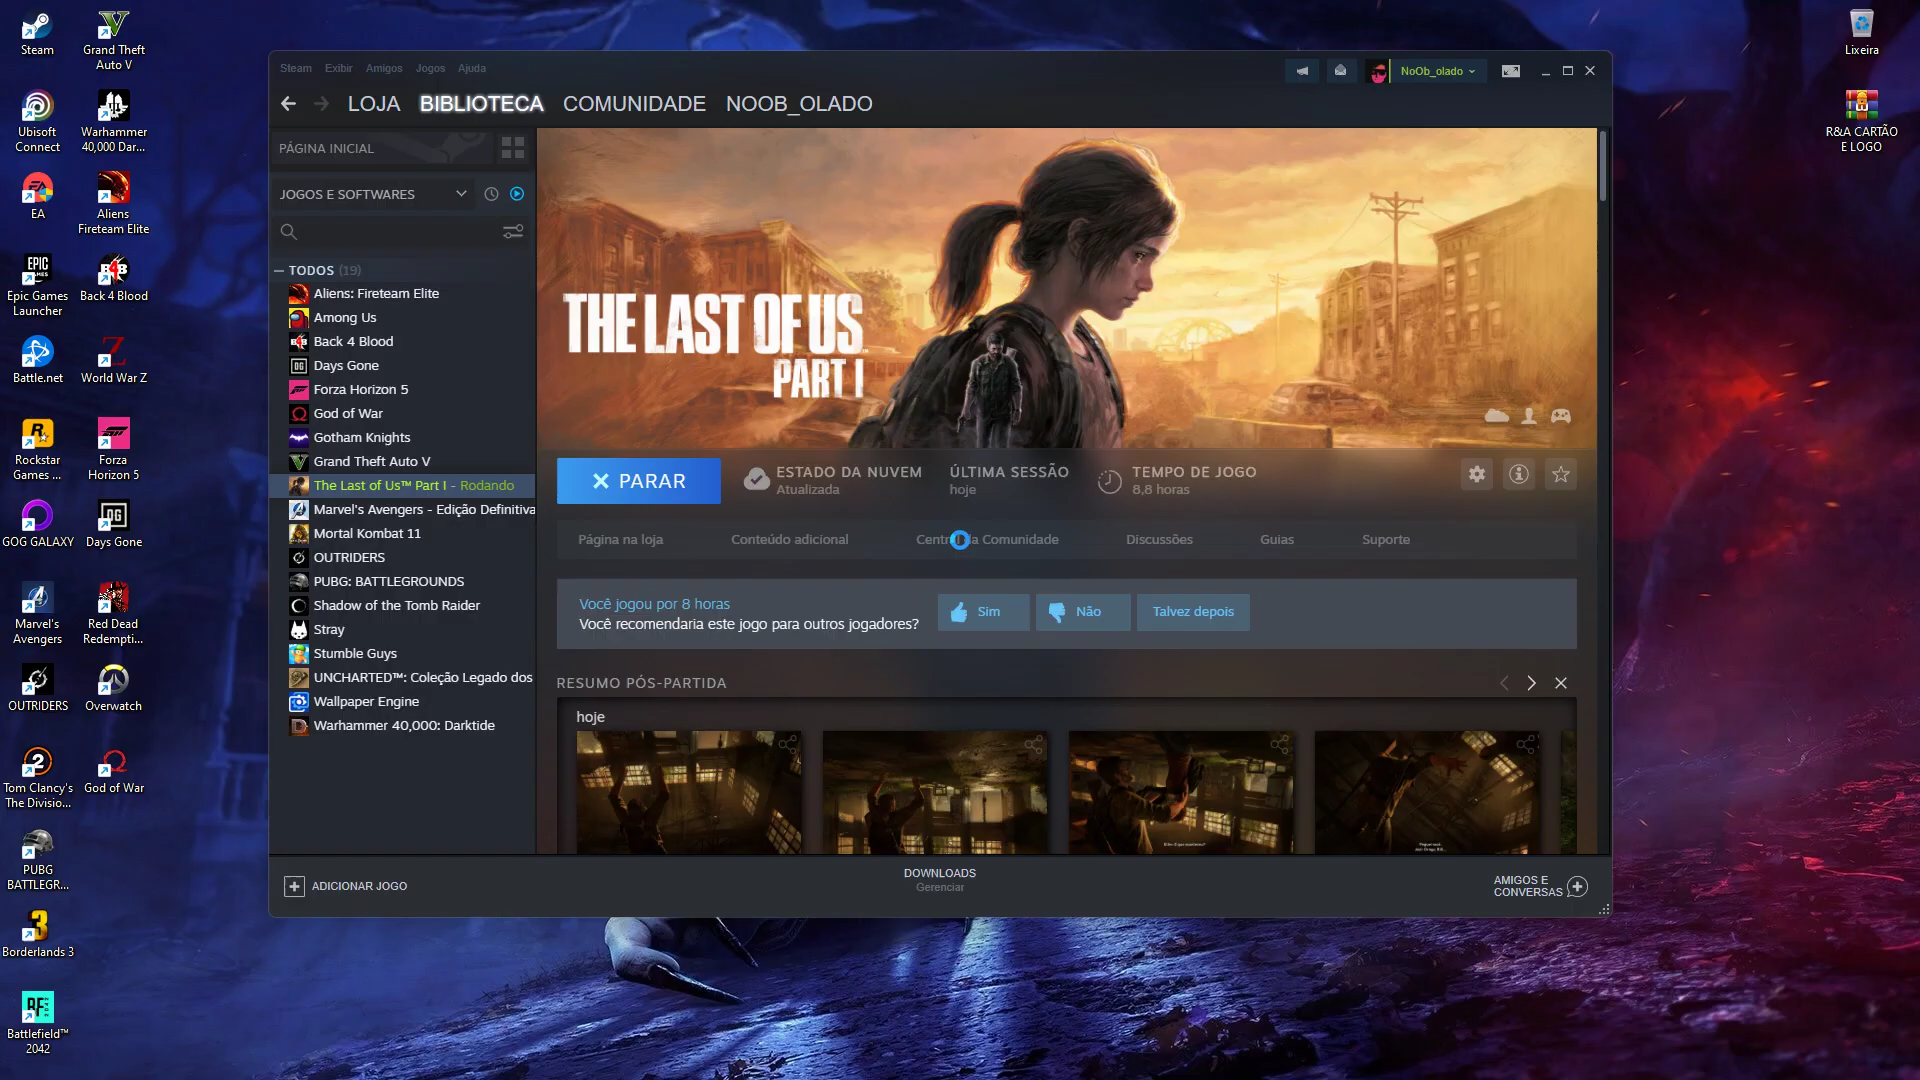 Steam
Grand Theft
Auto V
Ubisoft
Connect
Warhammer
40,000 Dar...
EA
Aliens
Fireteam Elite
Epic Games
Launcher
Back 4 Blood
Battle.net
World War Z
Rockstar
Games ...
Forza
Horizon 5
GOG GALAXY
Days Gone
Marvel's
Avengers
Red Dead
Redempti...
OUTRIDERS
Overwatch
Tom Clancy's
The Divisio...
God of War
PUBG
BATTLEGR...
Borderlands 3
Battlefield™
2042
Lixeira
R&A CARTÃO
E LOGO
Steam Exibir Amigos Jogos Ajuda
NoOb_olado
LOJA BIBLIOTECA COMUNIDADE NOOB_OLADO
PÁGINA INICIAL
JOGOS E SOFTWARES
TODOS (19)
Aliens: Fireteam Elite
Among Us
Back 4 Blood
Days Gone
Forza Horizon 5
God of War
Gotham Knights
Grand Theft Auto V
The Last of Us™ Part I - Rodando
Marvel's Avengers - Edição Definitiva
Mortal Kombat 11
OUTRIDERS
PUBG: BATTLEGROUNDS
Shadow of the Tomb Raider
Stray
Stumble Guys
UNCHARTED™: Coleção Legado dos
Wallpaper Engine
Warhammer 40,000: Darktide
THE LAST OF US
PART I
PARAR
ESTADO DA NUVEM
Atualizada
ÚLTIMA SESSÃO
hoje
TEMPO DE JOGO
8,8 horas
Página na loja Conteúdo adicional Comunidade Discussões Guias Suporte
Você jogou por 8 horas
Você recomendaria este jogo para outros jogadores?
Sim Não Talvez depois
RESUMO PÓS-PARTIDA
hoje
ADICIONAR JOGO
DOWNLOADS
Gerenciar
AMIGOS E
CONVERSAS